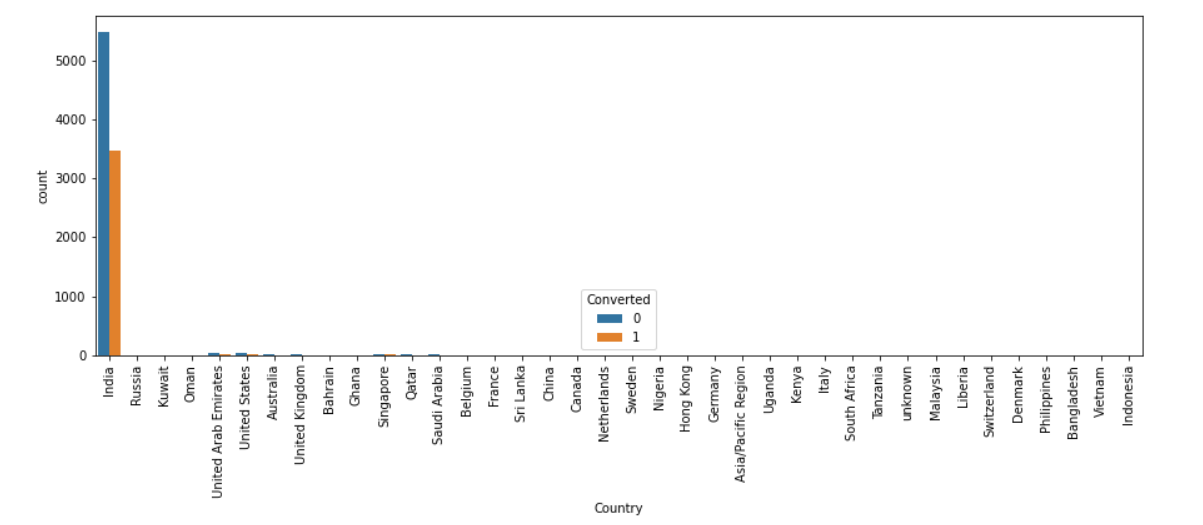 5000
4000
3000
2000
1000
0
count
Converted
0
1
India
Russia
Kuwait
Oman
United Arab Emirates
United States
Australia
United Kingdom
Bahrain
Ghana
Singapore
Qatar
Saudi Arabia
Belgium
France
Sri Lanka
China
Canada
Netherlands
Sweden
Nigeria
Hong Kong
Germany
Asia/Pacific Region
Uganda
Kenya
Italy
South Africa
Tanzania
unknown
Malaysia
Liberia
Switzerland
Denmark
Philippines
Bangladesh
Vietnam
Indonesia
Country